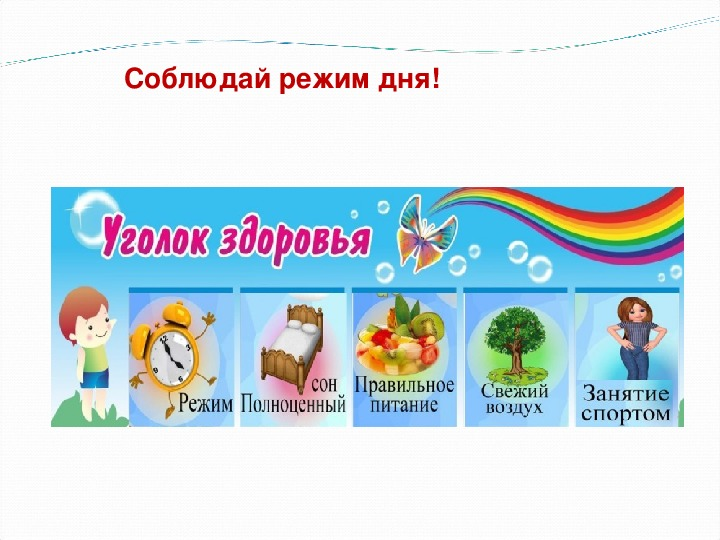 Соблюдай режим дня!
Уголок здоровья
Режим
сон
Полноценный
Правильное
питание
Свежий
воздух
Занятие
спортом